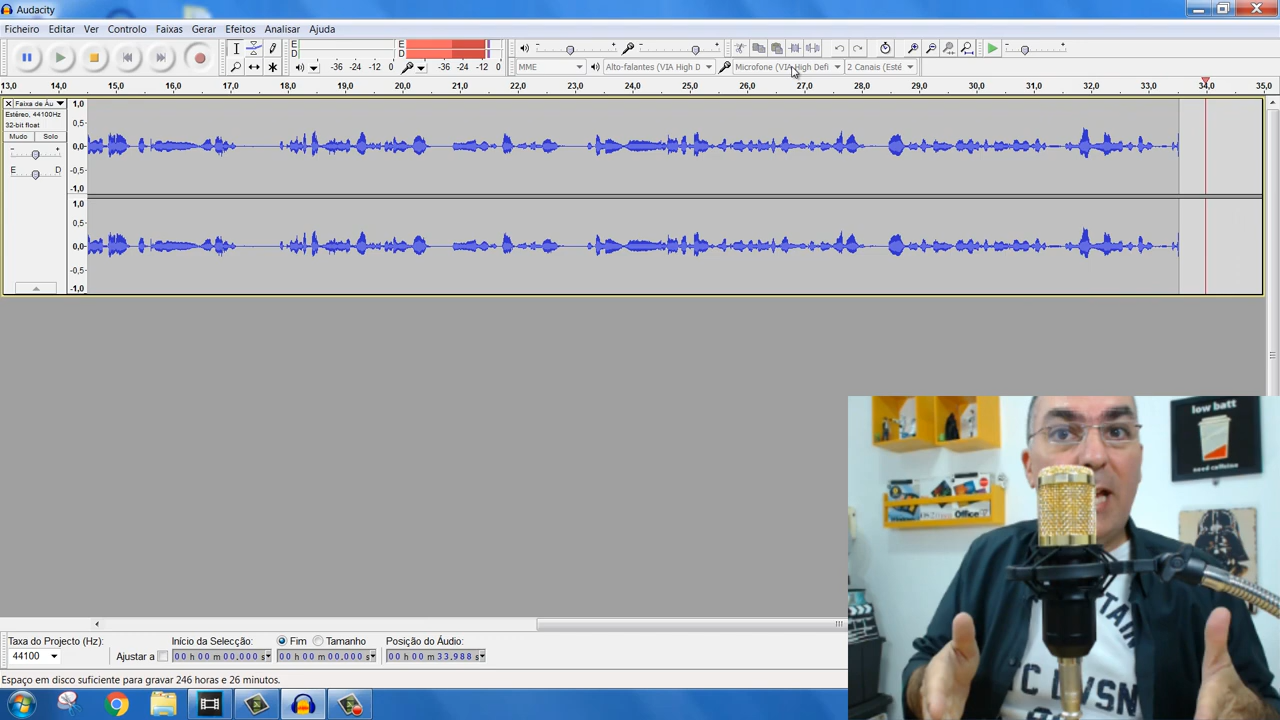 Audacity
Ficheiro Editar Ver Controlo Faixas Gerar Efeitos Analisar Ajuda
E
D
E
D
-36 -24 -12 0
-36 -24 -12 0
MME
Alto-falantes (VIA High D
Microfone (VIA High Defi
2 Canais (Esté
13,0 14,0 15,0 16,0 17,0 18,0 19,0 20,0 21,0 22,0 23,0 24,0 25,0 26,0 27,0 28,0 29,0 30,0 31,0 32,0 33,0 34,0 35,0
Faixa de Áu
Estéreo, 44100Hz
32-bit float
Mudo Solo
- +
E D
1,0
0,5
0,0
-0,5
-1,0
1,0
0,5
0,0
-0,5
-1,0
low batt
need caffeine
Office
Taxa do Projecto (Hz):
44100
Ajustar a
Início da Selecção:
00 h 00 m 00,000 s
Fim
Tamanho
00 h 00 m 00,000 s
Posição do Áudio:
00 h 00 m 33,988 s
Espaço em disco suficiente para gravar 246 horas e 26 minutos.